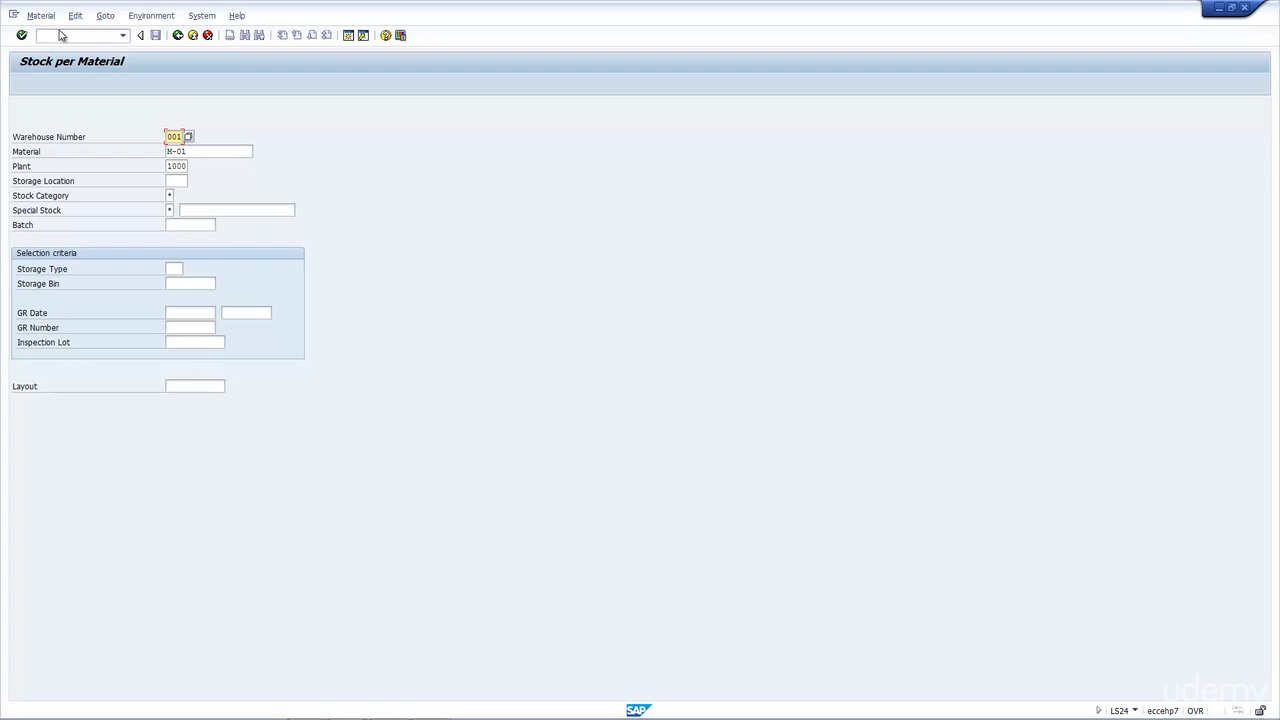 Material Edit Goto Environment System Help
Stock per Material
Warehouse Number 001
Material M-01
Plant 1000
Storage Location
Stock Category *
Special Stock *
Batch
Selection criteria
Storage Type
Storage Bin
GR Date
GR Number
Inspection Lot
Layout
udemy
SAP LS24 eccehp7 OVR